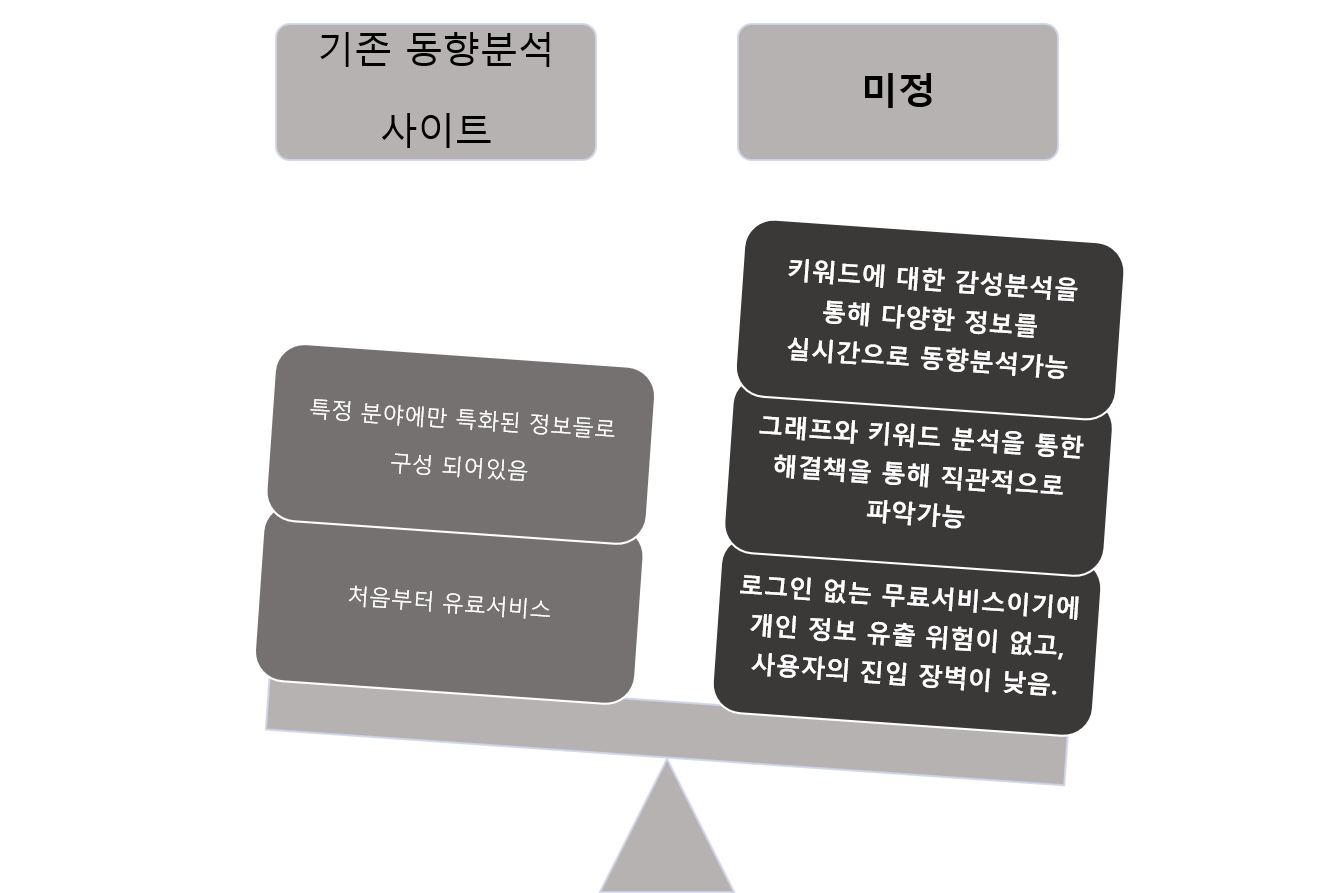 기존 동향분석
사이트
미정
특정 분야에만 특화된 정보들로
구성 되어있음
처음부터 유료서비스
키워드에 대한 감성분석을
통해 다양한 정보를
실시간으로 동향분석가능
그래프와 키워드 분석을 통한
해결책을 통해 직관적으로
파악가능
로그인 없는 무료서비스이기에
개인 정보 유출 위험이 없고,
사용자의 진입 장벽이 낮음.